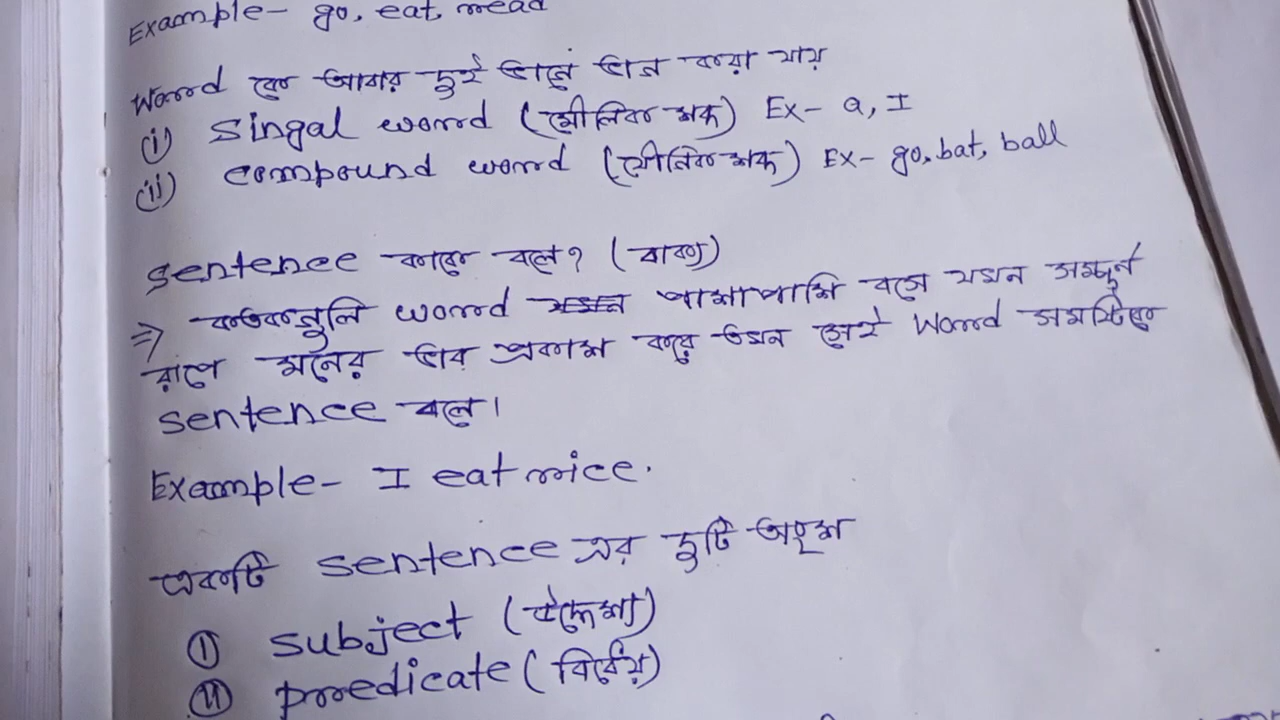 Example- go, eat, read
Word কে আবার দুই ভাগে ভাগ করা যায়
(i) Singal word (মৌলিক শব্দ) Ex- a, I
(ii) compound word (যৌগিক শব্দ) Ex- go, bat, ball
Sentence কাকে বলে? (বাক্য)
⇒ কতকগুলি word পাশাপাশি বসে যখন সম্পূর্ন
রূপে মনের ভাব প্রকাশ করে তখন সেই Word সমষ্টিকে
Sentence বলে।
Example- I eat rice.
একটি Sentence এর দুটি অংশ
(I) Subject (উদ্দেশ্য)
(II) predicate (বিধেয়)